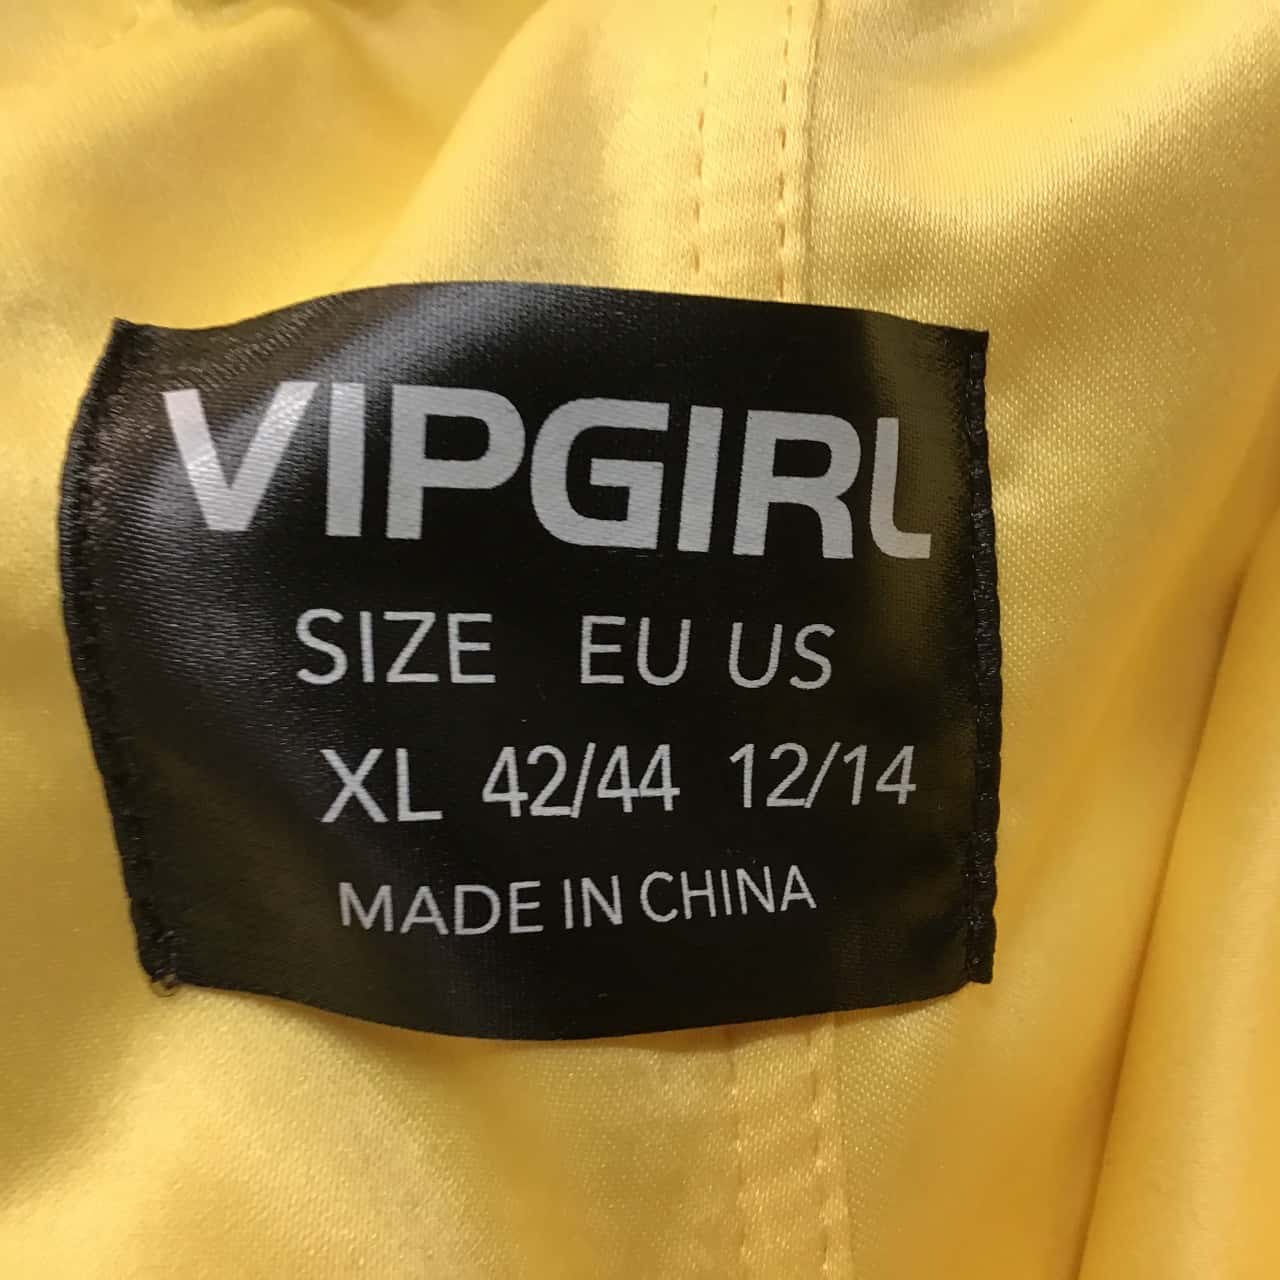 VIPGIRL
SIZE EU US
XL 42/44 12/14
MADE IN CHINA